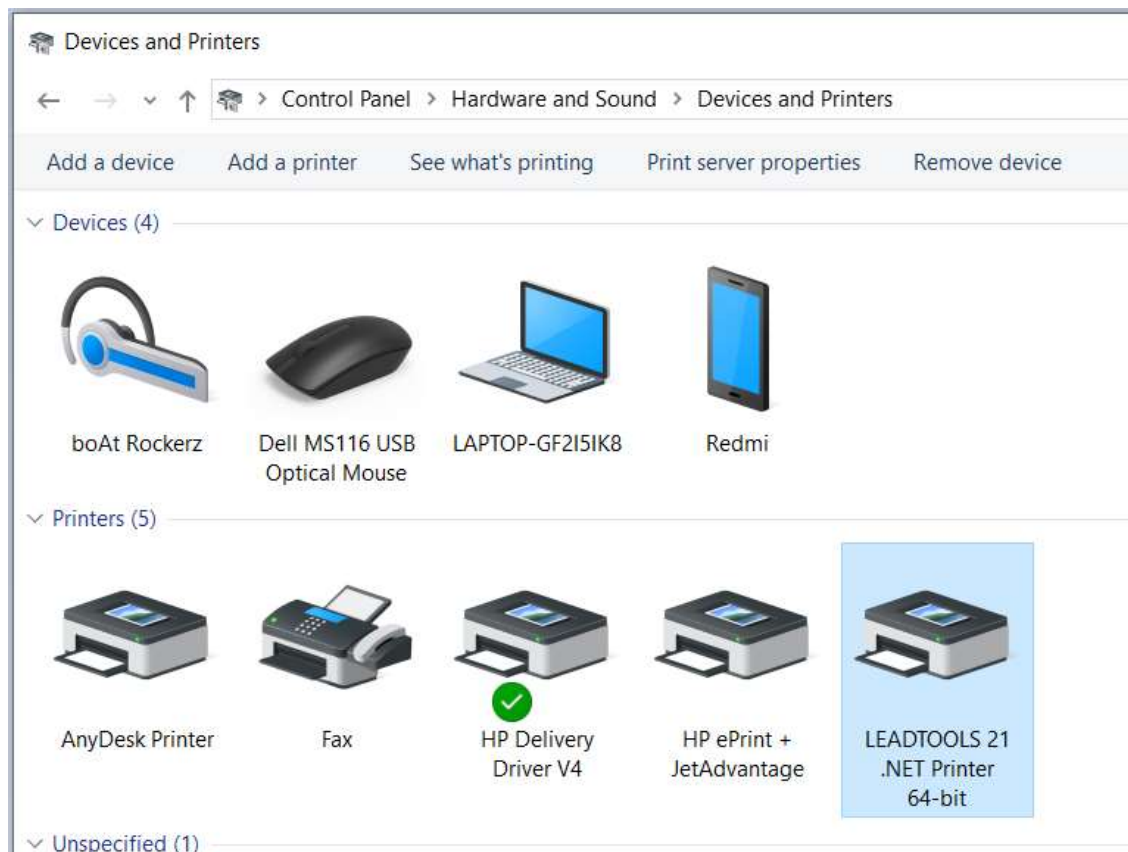 Devices and Printers
Control Panel > Hardware and Sound > Devices and Printers
Add a device Add a printer See what's printing Print server properties Remove device
Devices (4)
boAt Rockerz Dell MS116 USB LAPTOP-GF2I5IK8 Redmi
Optical Mouse
Printers (5)
AnyDesk Printer Fax HP Delivery HP ePrint + LEADTOOLS 21
Driver V4 JetAdvantage .NET Printer
64-bit
Unspecified (1)